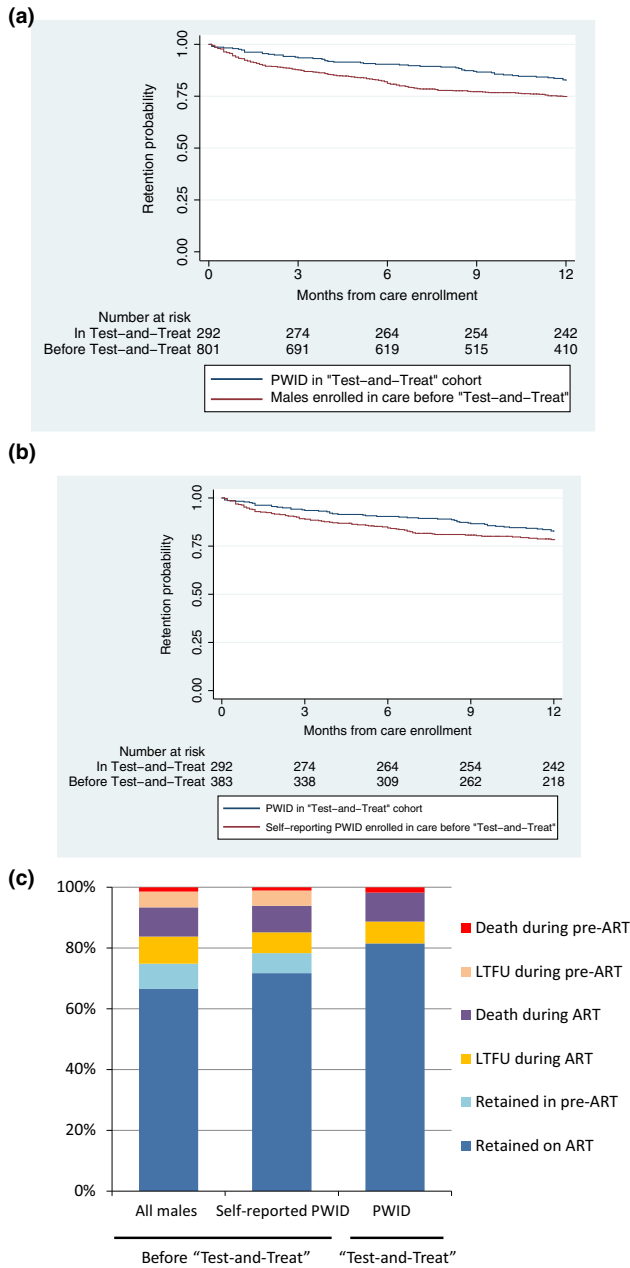 (a)
Retention probability
1.00
0.75
0.50
0.25
0.00
0 3 6 9 12
Months from care enrollment
Number at risk
In Test−and−Treat 292 274 264 254 242
Before Test−and−Treat 801 691 619 515 410
PWID in "Test−and−Treat" cohort
Males enrolled in care before "Test−and−Treat"
(b)
Retention probability
1.00
0.75
0.50
0.25
0.00
0 3 6 9 12
Months from care enrollment
Number at risk
In Test−and−Treat 292 274 264 254 242
Before Test−and−Treat 383 338 309 262 218
PWID in "Test−and−Treat" cohort
Self−reporting PWID enrolled in care before "Test−and−Treat"
(c)
100%
80%
60%
40%
20%
0%
Death during pre-ART
LTFU during pre-ART
Death during ART
LTFU during ART
Retained in pre-ART
Retained on ART
All males Self-reported PWID PWID
Before “Test-and-Treat” “Test-and-Treat”